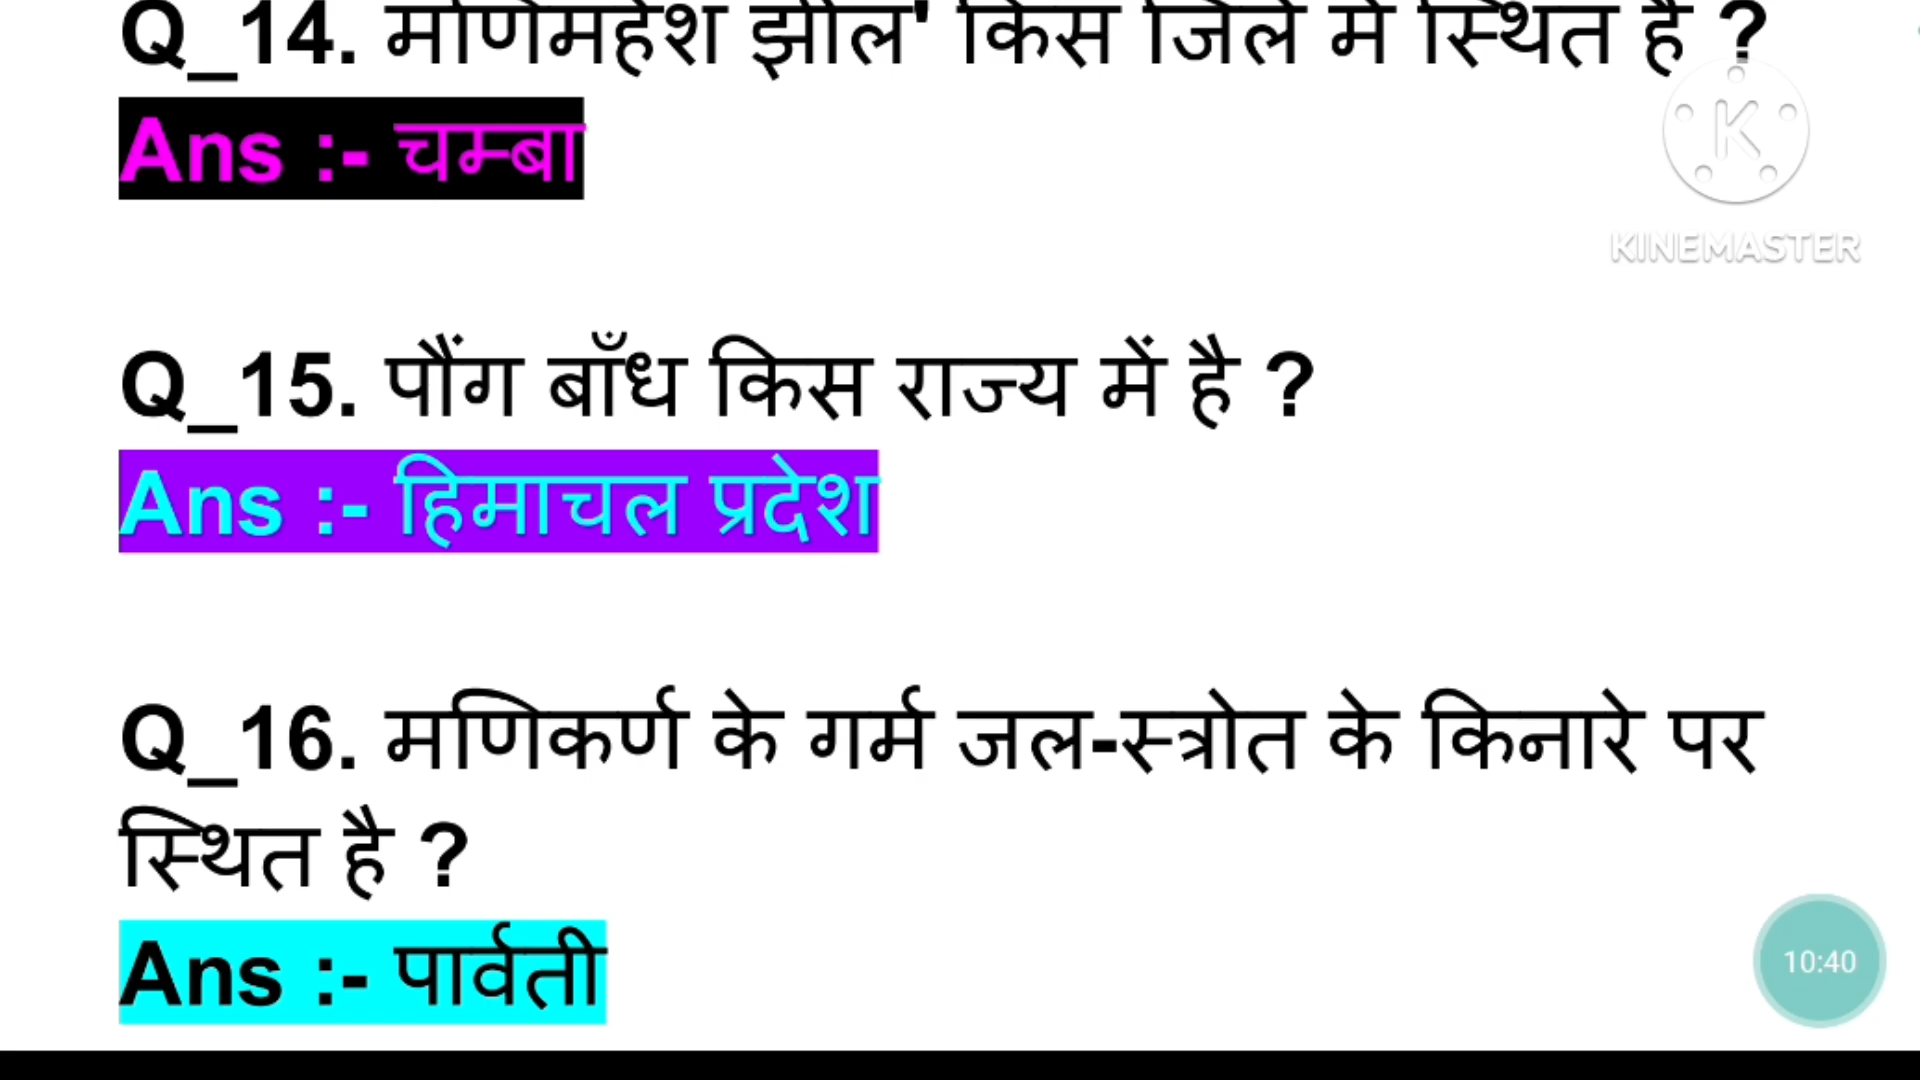 Q_14. मणिमहेश झील' किस जिले में स्थित है ?
Ans :- चम्बा
KINEMASTER
Q_15. पौंग बाँध किस राज्य में है ?
Ans :- हिमाचल प्रदेश
Q_16. मणिकर्ण के गर्म जल-स्त्रोत के किनारे पर
स्थित है ?
Ans :- पार्वती
10:40